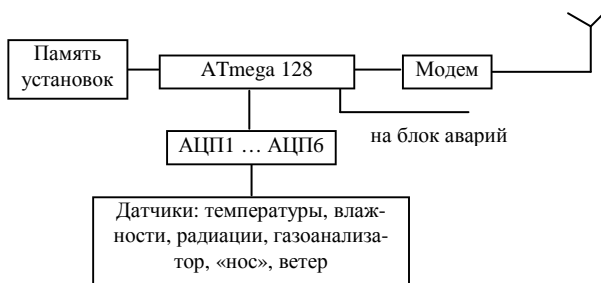 Память
установок
ATmega 128
Модем
на блок аварий
АЦП1 … АЦП6
Датчики: температуры, влаж-
ности, радиации, газоанализа-
тор, «нос», ветер